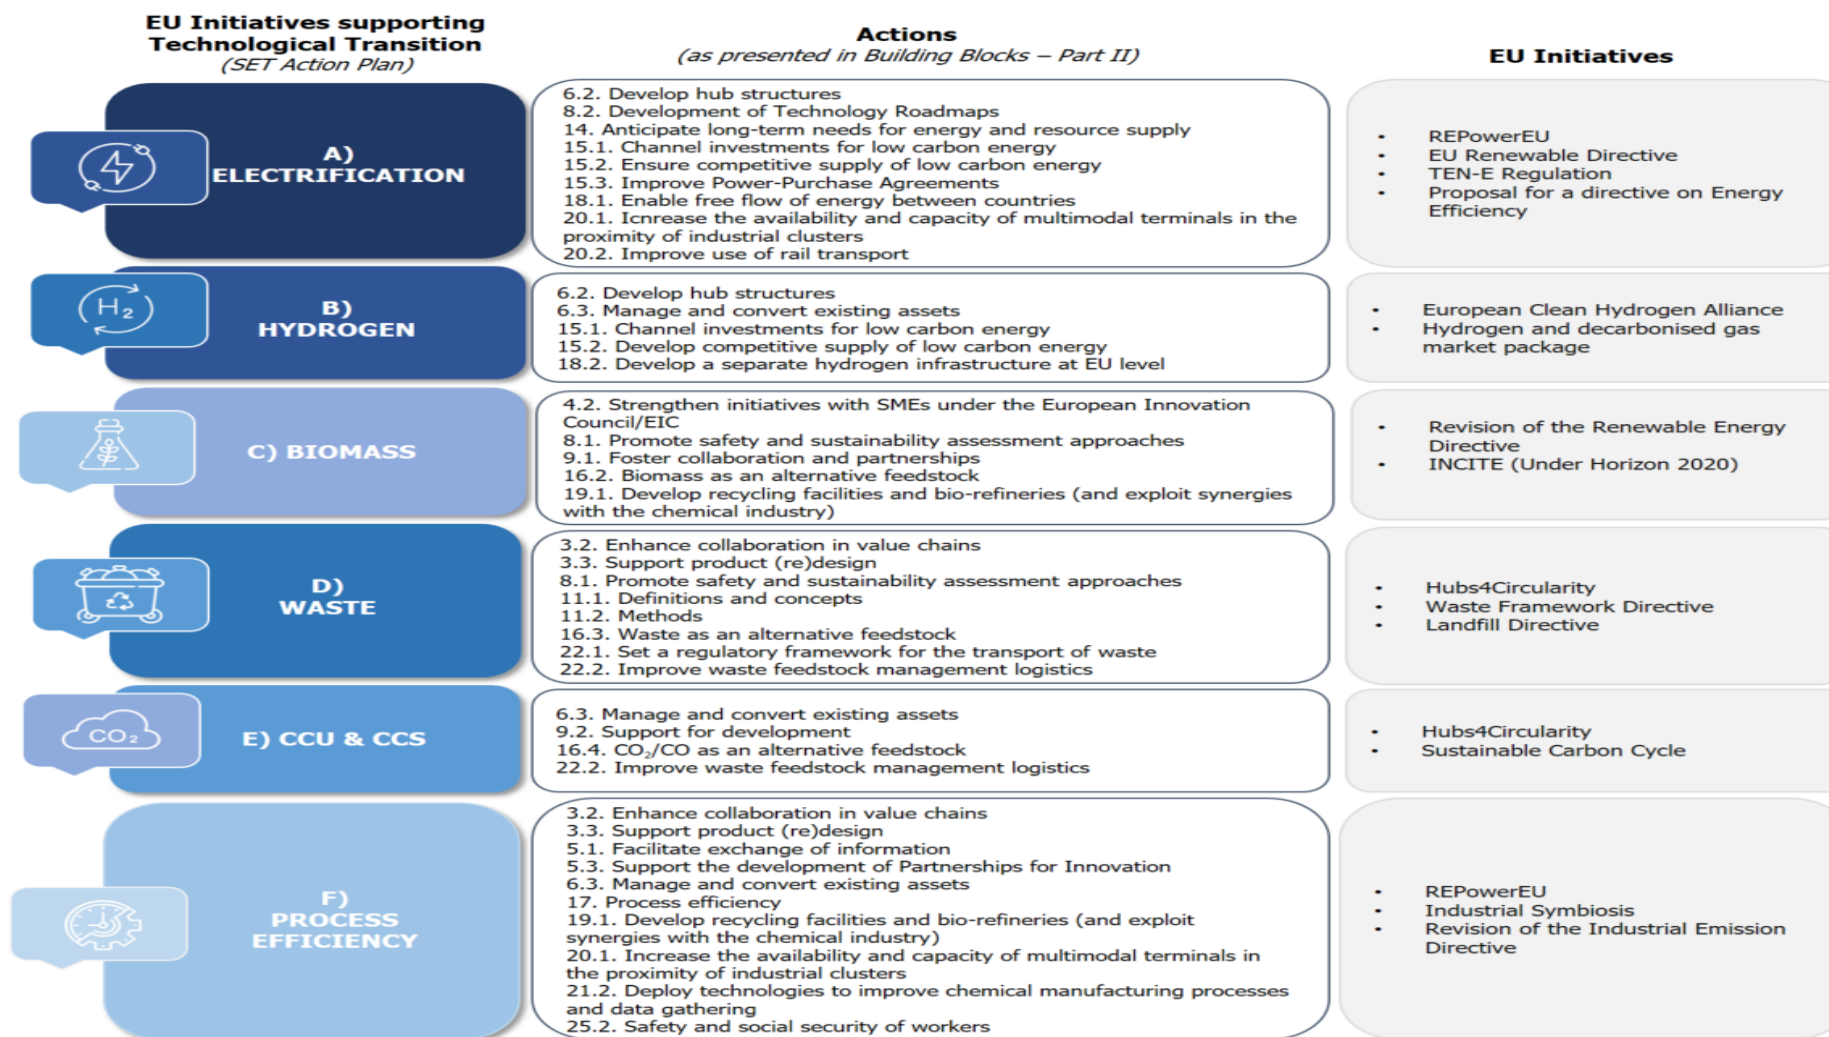 EU Initiatives supporting
Technological Transition
(SET Action Plan)
Actions
(as presented in Building Blocks – Part II)
EU Initiatives
A)
ELECTRIFICATION
6.2. Develop hub structures
8.2. Development of Technology Roadmaps
14. Anticipate long-term needs for energy and resource supply
15.1. Channel investments for low carbon energy
15.2. Ensure competitive supply of low carbon energy
15.3. Improve Power-Purchase Agreements
18.1. Enable free flow of energy between countries
20.1. Icnrease the availability and capacity of multimodal terminals in the
proximity of industrial clusters
20.2. Improve use of rail transport
• REPowerEU
• EU Renewable Directive
• TEN-E Regulation
• Proposal for a directive on Energy
Efficiency
H₂
B)
HYDROGEN
6.2. Develop hub structures
6.3. Manage and convert existing assets
15.1. Channel investments for low carbon energy
15.2. Develop competitive supply of low carbon energy
18.2. Develop a separate hydrogen infrastructure at EU level
• European Clean Hydrogen Alliance
• Hydrogen and decarbonised gas
market package
C) BIOMASS
4.2. Strengthen initiatives with SMEs under the European Innovation
Council/EIC
8.1. Promote safety and sustainability assessment approaches
9.1. Foster collaboration and partnerships
16.2. Biomass as an alternative feedstock
19.1. Develop recycling facilities and bio-refineries (and exploit synergies
with the chemical industry)
• Revision of the Renewable Energy
Directive
• INCITE (Under Horizon 2020)
D)
WASTE
3.2. Enhance collaboration in value chains
3.3. Support product (re)design
8.1. Promote safety and sustainability assessment approaches
11.1. Definitions and concepts
11.2. Methods
16.3. Waste as an alternative feedstock
22.1. Set a regulatory framework for the transport of waste
22.2. Improve waste feedstock management logistics
• Hubs4Circularity
• Waste Framework Directive
• Landfill Directive
CO₂
E) CCU & CCS
6.3. Manage and convert existing assets
9.2. Support for development
16.4. CO₂/CO as an alternative feedstock
22.2. Improve waste feedstock management logistics
• Hubs4Circularity
• Sustainable Carbon Cycle
F)
PROCESS
EFFICIENCY
3.2. Enhance collaboration in value chains
3.3. Support product (re)design
5.1. Facilitate exchange of information
5.3. Support the development of Partnerships for Innovation
6.3. Manage and convert existing assets
17. Process efficiency
19.1. Develop recycling facilities and bio-refineries (and exploit
synergies with the chemical industry)
20.1. Increase the availability and capacity of multimodal terminals in
the proximity of industrial clusters
21.2. Deploy technologies to improve chemical manufacturing processes
and data gathering
25.2. Safety and social security of workers
• REPowerEU
• Industrial Symbiosis
• Revision of the Industrial Emission
Directive